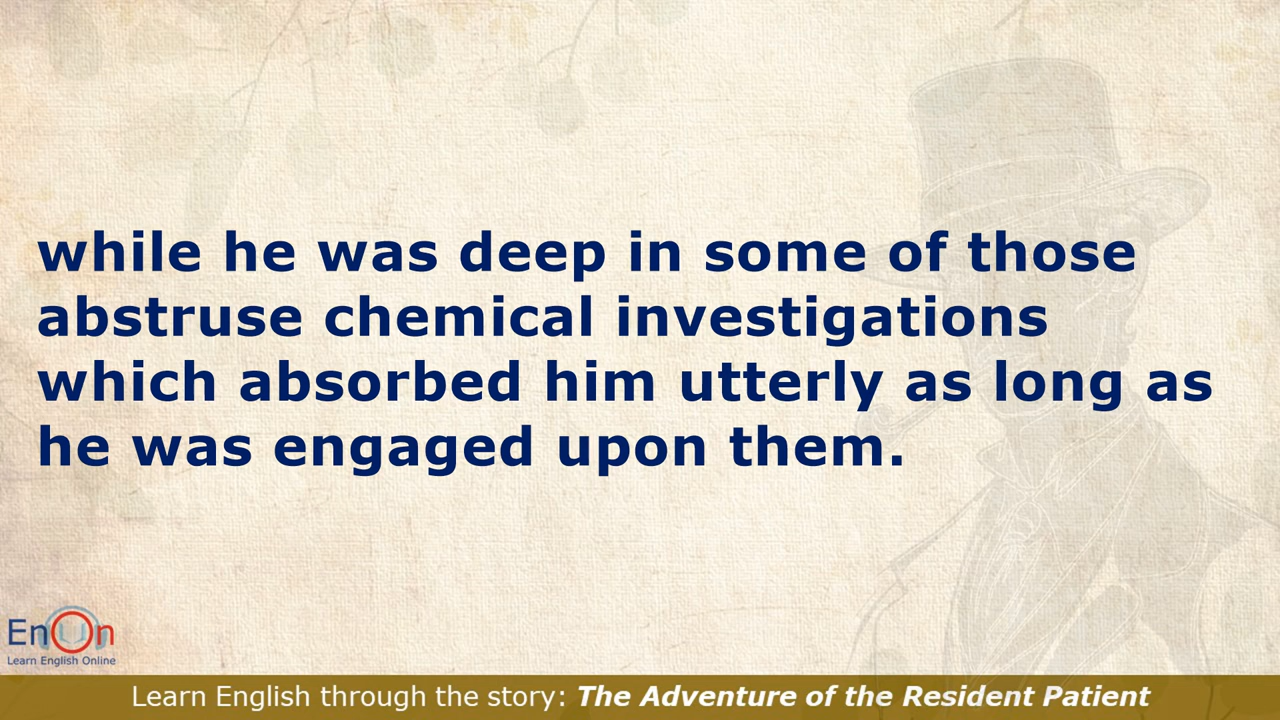 while he was deep in some of those
abstruse chemical investigations
which absorbed him utterly as long as
he was engaged upon them.
EnOn
Learn English Online
Learn English through the story: The Adventure of the Resident Patient